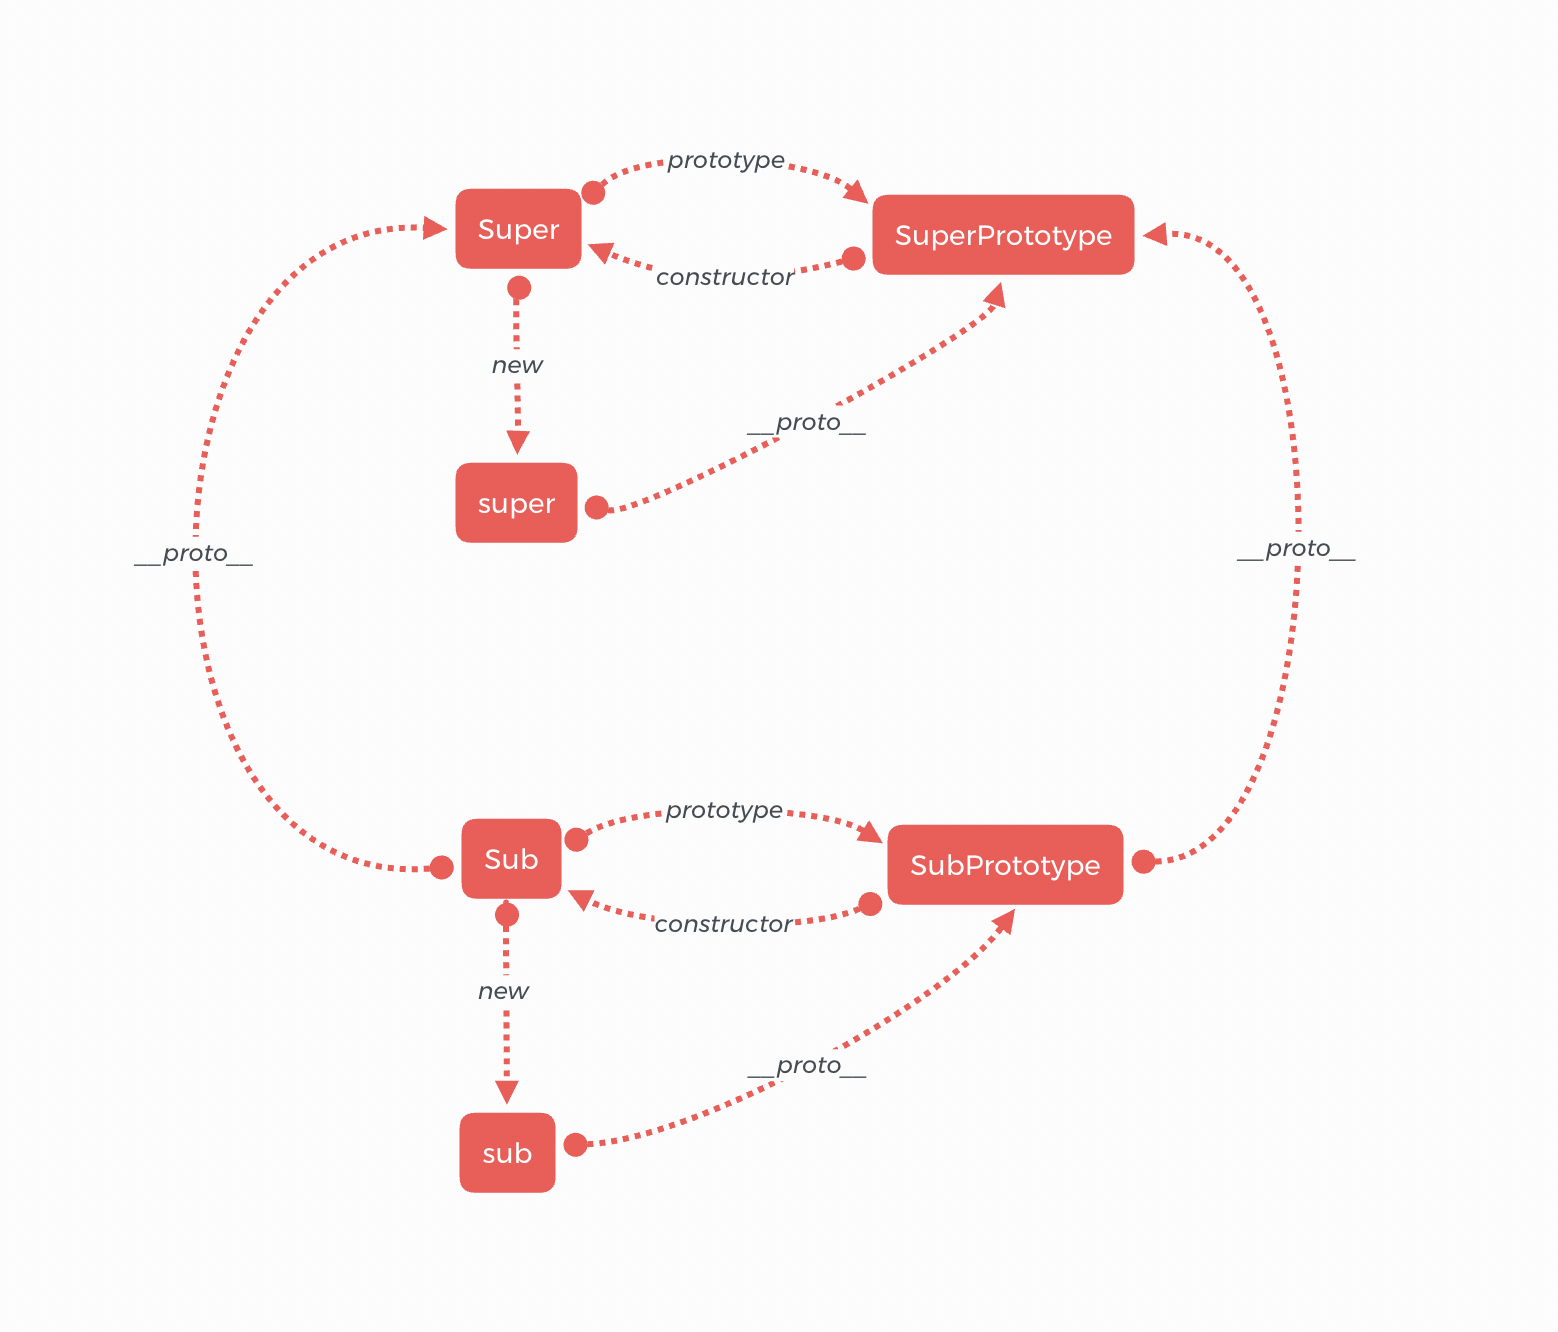 prototype
Super
SuperPrototype
constructor
new
__proto__
super
__proto__
__proto__
prototype
Sub
SubPrototype
constructor
new
__proto__
sub